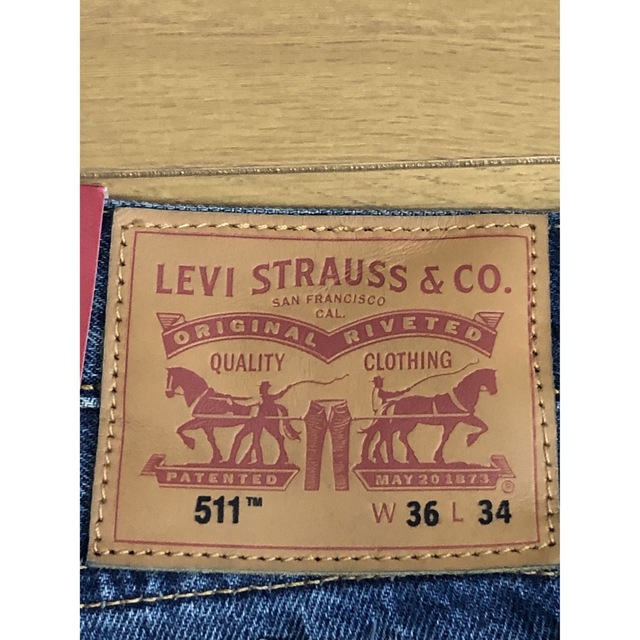 LEVI STRAUSS & CO.
SAN FRANCISCO
CAL.
ORIGINAL RIVETED
QUALITY CLOTHING
PATENTED MAY 20 1873
511™ W 36 L 34
®